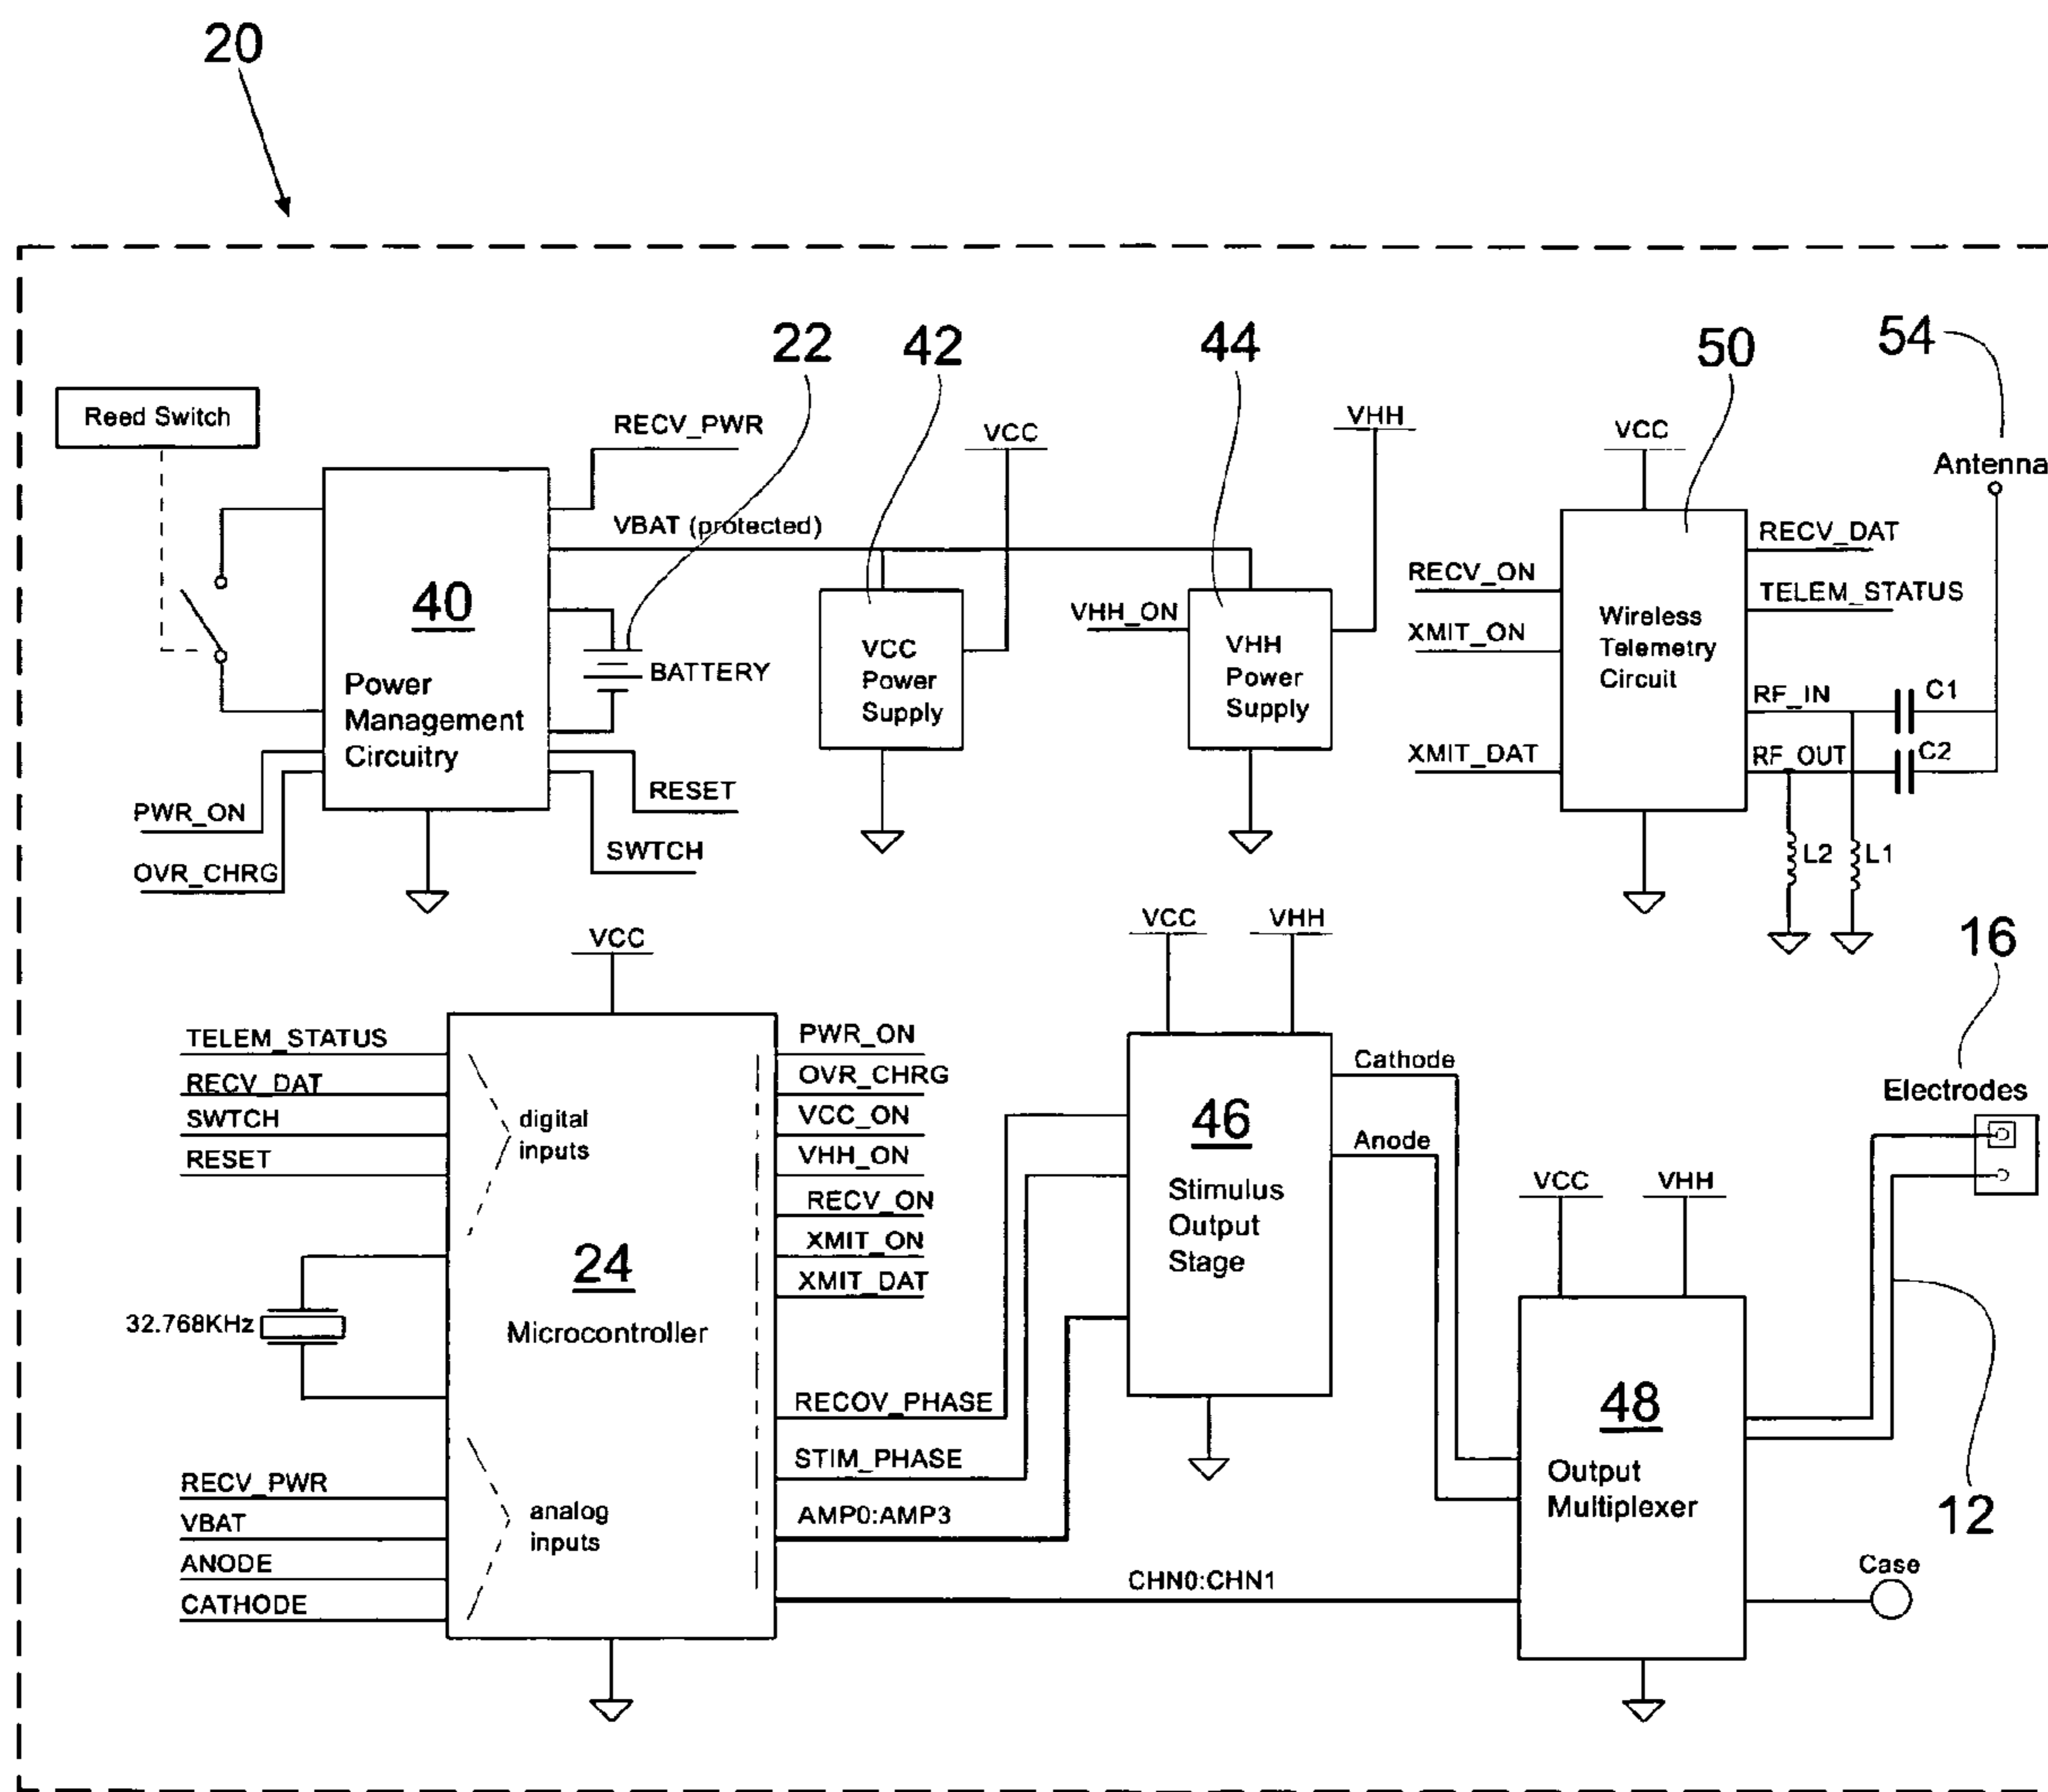 20
22
42
44
50
54
Reed Switch
RECV_PWR
VCC
VHH
VCC
Antenna
VBAT (protected)
40
Power
Management
Circuitry
BATTERY
PWR_ON
OVR_CHRG
RESET
SWTCH
VCC
Power
Supply
VHH_ON
VHH
Power
Supply
RECV_ON
XMIT_ON
XMIT_DAT
Wireless
Telemetry
Circuit
RECV_DAT
TELEM_STATUS
RF_IN
C1
RF_OUT
C2
L2
L1
VCC
TELEM_STATUS
RECV_DAT
SWTCH
RESET
digital
inputs
32.768KHz
24
Microcontroller
RECV_PWR
VBAT
ANODE
CATHODE
analog
inputs
PWR_ON
OVR_CHRG
VCC_ON
VHH_ON
RECV_ON
XMIT_ON
XMIT_DAT
RECOV_PHASE
STIM_PHASE
AMP0:AMP3
CHN0:CHN1
VCC
VHH
46
Stimulus
Output
Stage
Cathode
Anode
VCC
VHH
48
Output
Multiplexer
16
Electrodes
12
Case